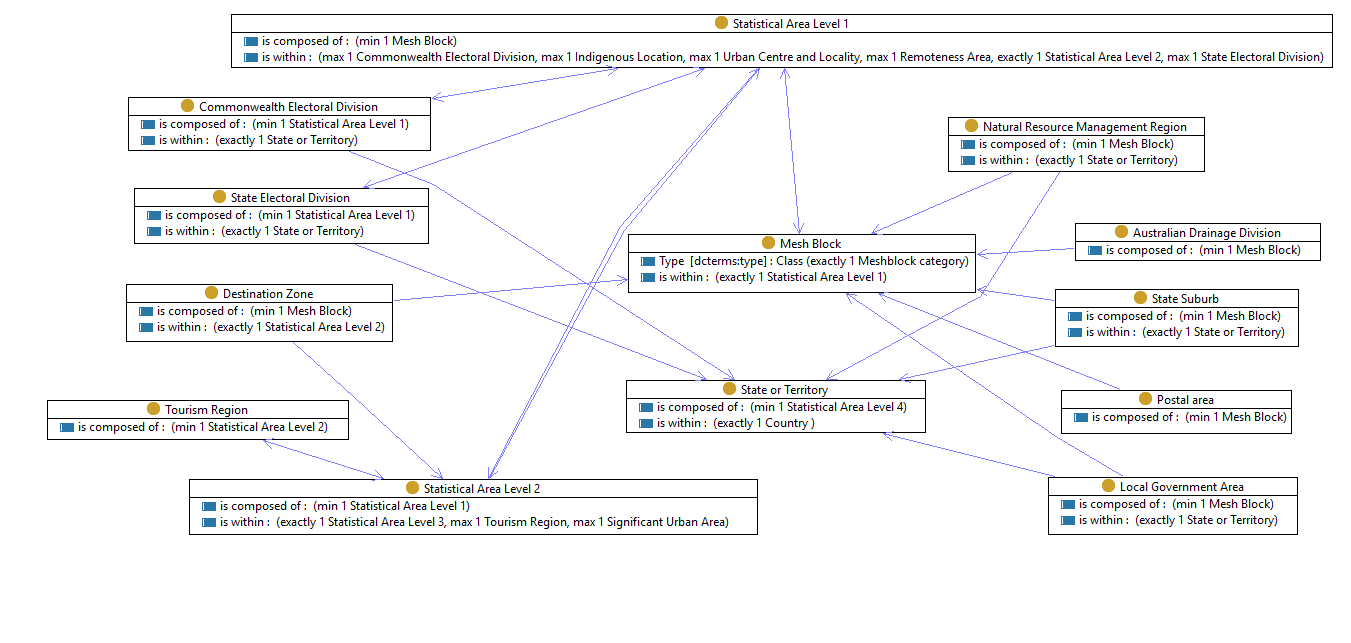 Statistical Area Level 1
is composed of : (min 1 Mesh Block)
is within : (max 1 Commonwealth Electoral Division, max 1 Indigenous Location, max 1 Urban Centre and Locality, max 1 Remoteness Area, exactly 1 Statistical Area Level 2, max 1 State Electoral Division)
Commonwealth Electoral Division
is composed of : (min 1 Statistical Area Level 1)
is within : (exactly 1 State or Territory)
Natural Resource Management Region
is composed of : (min 1 Mesh Block)
is within : (exactly 1 State or Territory)
State Electoral Division
is composed of : (min 1 Statistical Area Level 1)
is within : (exactly 1 State or Territory)
Mesh Block
Type [dcterms:type] : Class (exactly 1 Meshblock category)
is within : (exactly 1 Statistical Area Level 1)
Australian Drainage Division
is composed of : (min 1 Mesh Block)
Destination Zone
is composed of : (min 1 Mesh Block)
is within : (exactly 1 Statistical Area Level 2)
State Suburb
is composed of : (min 1 Mesh Block)
is within : (exactly 1 State or Territory)
State or Territory
is composed of : (min 1 Statistical Area Level 4)
is within : (exactly 1 Country )
Postal area
is composed of : (min 1 Mesh Block)
Tourism Region
is composed of : (min 1 Statistical Area Level 2)
Statistical Area Level 2
is composed of : (min 1 Statistical Area Level 1)
is within : (exactly 1 Statistical Area Level 3, max 1 Tourism Region, max 1 Significant Urban Area)
Local Government Area
is composed of : (min 1 Mesh Block)
is within : (exactly 1 State or Territory)